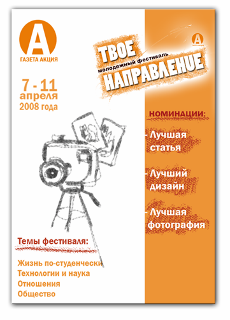 А
ГАЗЕТА АКЦИЯ
7 - 11
апреля
2008 года
ТВОЕ
молодежный фестиваль
НАПРАВЛЕНИЕ
А
номинации:
- Лучшая
статья
- Лучший
дизайн
- Лучшая
фотография
Темы фестиваля:
Жизнь по-студенчески
Технологии и наука
Отношения
Общество